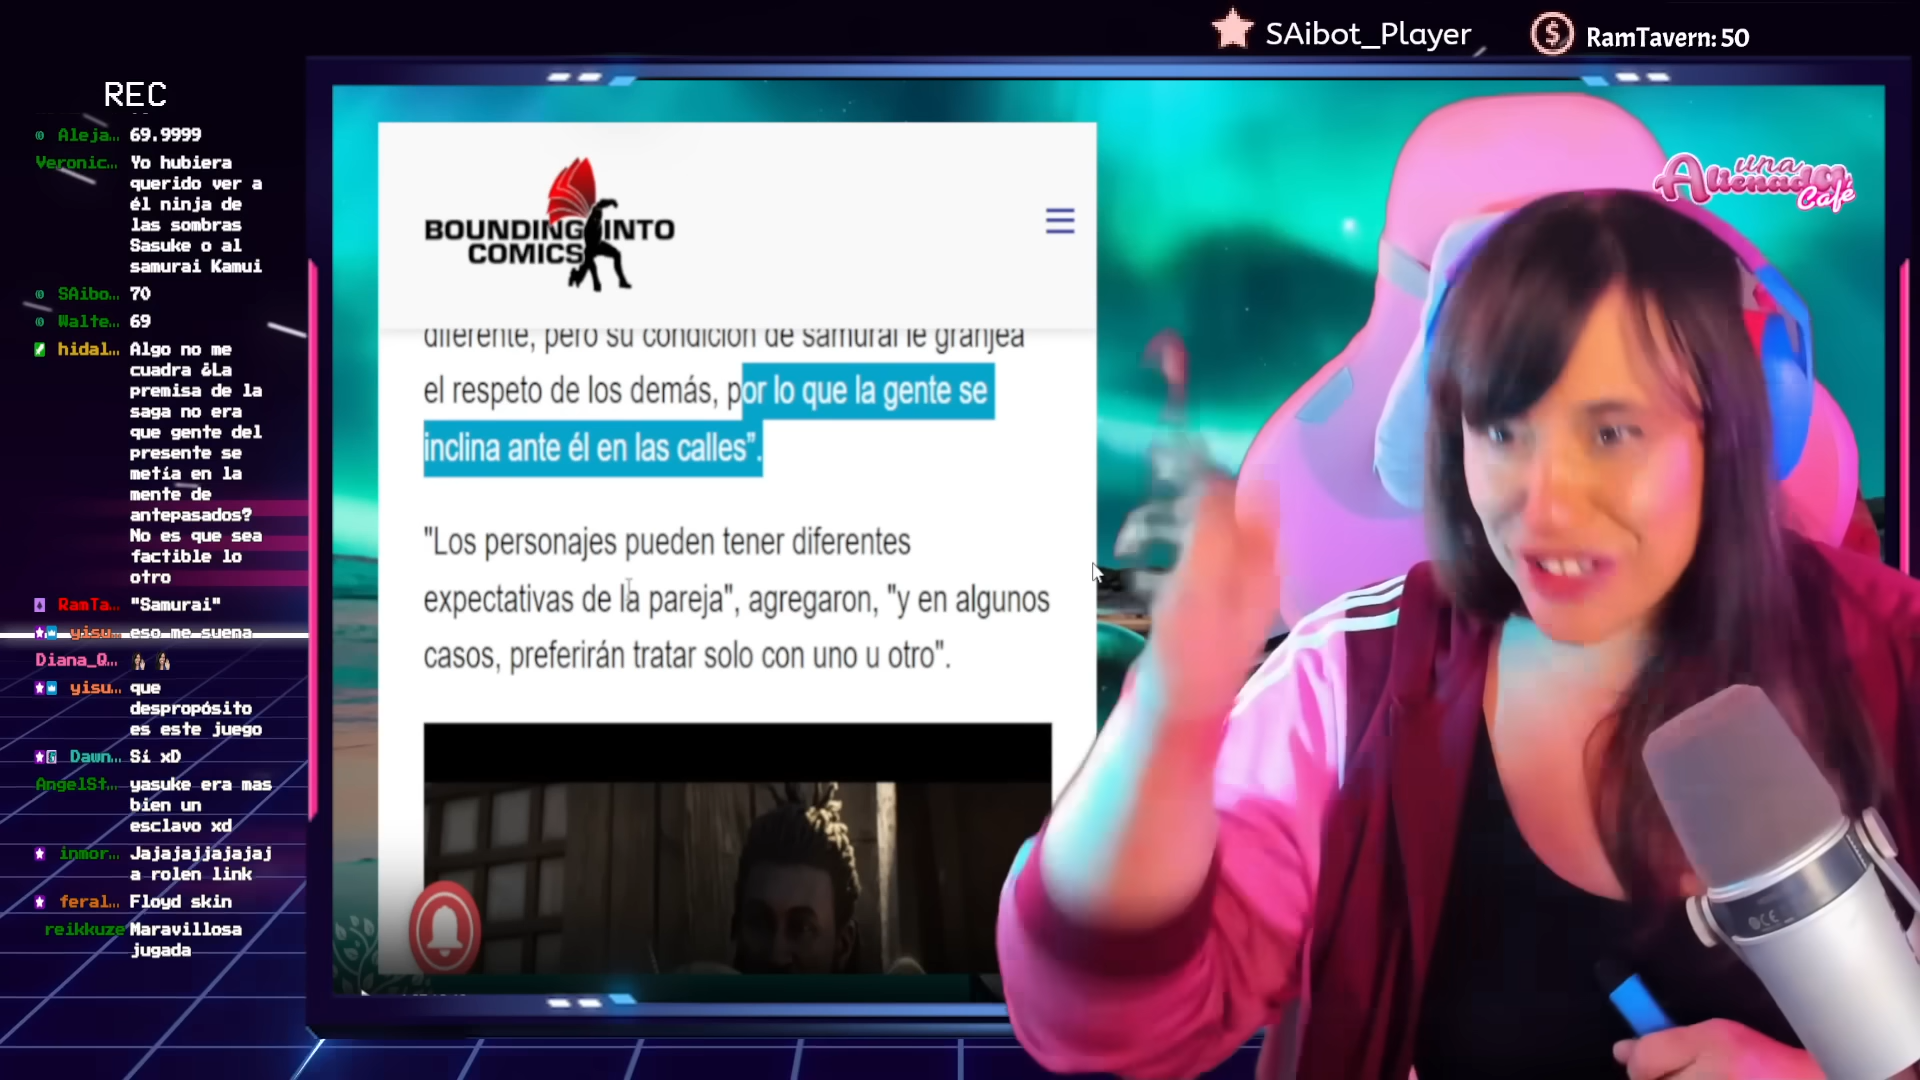 SAibot_Player
RamTavern: 50
REC
Aleja... 69.9999
Veronic... Yo hubiera
querido ver a
él ninja de
las sombras
Sasuke o al
samurai Kamui
SAibo... 70
Walte... 69
hidal... Algo no me
cuadra ¿La
premisa de la
saga no era
que gente del
presente se
metía en la
mente de
antepasados?
No es que sea
factible lo
otro
RamTa... "Samurai"
yisu... eso me suena
Diana_Q...
yisu... que
despropósito
es este juego
Dawn... Sí xD
AngelSt... yasuke era mas
bien un
esclavo xd
inmor... Jajajajjajajaj
a rolen link
feral... Floyd skin
reikkuze Maravillosa
jugada
BOUNDING INTO
COMICS
diferente, pero su condición de samurai le granjea
el respeto de los demás, por lo que la gente se
inclina ante él en las calles”.
"Los personajes pueden tener diferentes
expectativas de la pareja", agregaron, "y en algunos
casos, preferirán tratar solo con uno u otro".
una
Alienada
Café